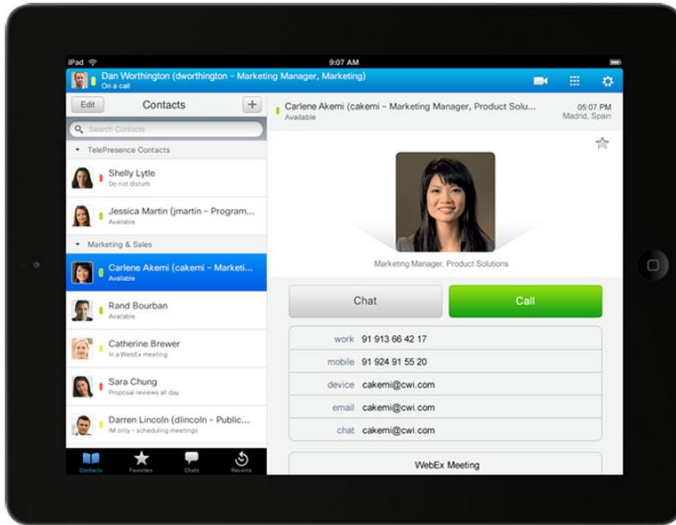 iPad
9:07 AM
Dan Worthington (dworthington - Marketing Manager, Marketing)
On a call
Edit
Contacts
+
Search Contacts
TelePresence Contacts
Shelly Lytle
Do not disturb
Jessica Martin (jmartin - Program...
Available
Marketing & Sales
Carlene Akemi (cakemi - Marketi...
Available
Rand Bourban
Available
Catherine Brewer
In a WebEx meeting
Sara Chung
Proposal reviews all day
Darren Lincoln (dlincoln - Public...
IM only - scheduling meetings
Contacts
Favorites
Chats
Recents
Carlene Akemi (cakemi - Marketing Manager, Product Solu...
Available
05:07 PM
Madrid, Spain
Marketing Manager, Product Solutions
Chat
Call
work 91 913 66 42 17
mobile 91 924 91 55 20
device cakemi@cwi.com
email cakemi@cwi.com
chat cakemi@cwi.com
WebEx Meeting